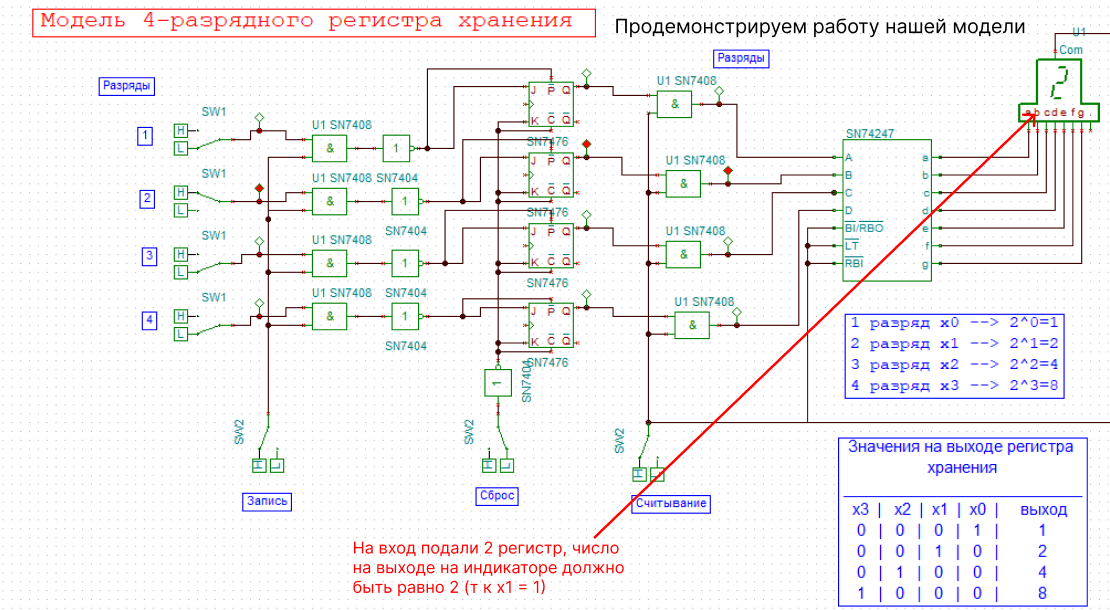 Модель 4-разрядного регистра хранения
Продемонстрируем работу нашей модели
U1
Com
Разряды
Разряды
a b c d e f g .
SW1
H
L
1
U1 SN7408
&
1
J P Q
K C Q
SN7476
U1 SN7408
&
SN74247
A a
B b
C c
D d
BI/RBO e
LT f
RBI g
SW1
H
L
2
U1 SN7408 SN7404
&
1
SN7404
J P Q
K C Q
SN7476
U1 SN7408
&
SW1
H
L
3
U1 SN7408
&
1
SN7404
J P Q
K C Q
SN7476
U1 SN7408
&
SW1
H
L
4
U1 SN7408
&
SN7404
1
SN7404
J P Q
K C Q
SN7476
U1 SN7408
&
1
SN7404
1 разряд x0 --> 2^0=1
2 разряд x1 --> 2^1=2
3 разряд x2 --> 2^2=4
4 разряд x3 --> 2^3=8
SW2
H L
Запись
SW2
H L
Сброс
SW2
H L
Считывание
Значения на выходе регистра
хранения
x3 | x2 | x1 | x0 | выход
0 | 0 | 0 | 1 | 1
0 | 0 | 1 | 0 | 2
0 | 1 | 0 | 0 | 4
1 | 0 | 0 | 0 | 8
На вход подали 2 регистр, число
на выходе на индикаторе должно
быть равно 2 (т к x1 = 1)